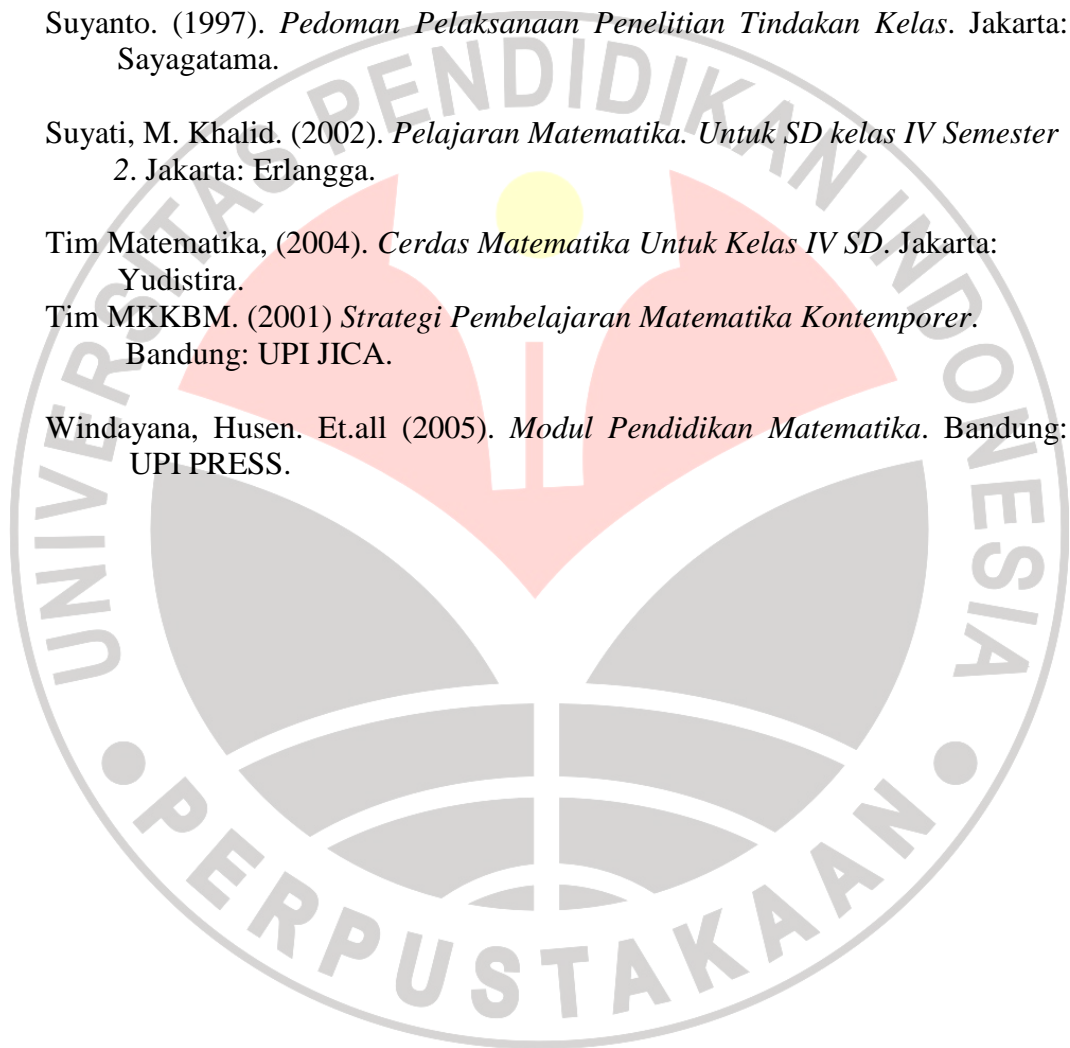 Suyanto. (1997). Pedoman Pelaksanaan Penelitian Tindakan Kelas. Jakarta:
Sayagatama.
Suyati, M. Khalid. (2002). Pelajaran Matematika. Untuk SD kelas IV Semester
2. Jakarta: Erlangga.
Tim Matematika, (2004). Cerdas Matematika Untuk Kelas IV SD. Jakarta:
Yudistira.
Tim MKKBM. (2001) Strategi Pembelajaran Matematika Kontemporer.
Bandung: UPI JICA.
Windayana, Husen. Et.all (2005). Modul Pendidikan Matematika. Bandung:
UPI PRESS.
UNIVERSITAS PENDIDIKAN INDONESIA
PERPUSTAKAAN